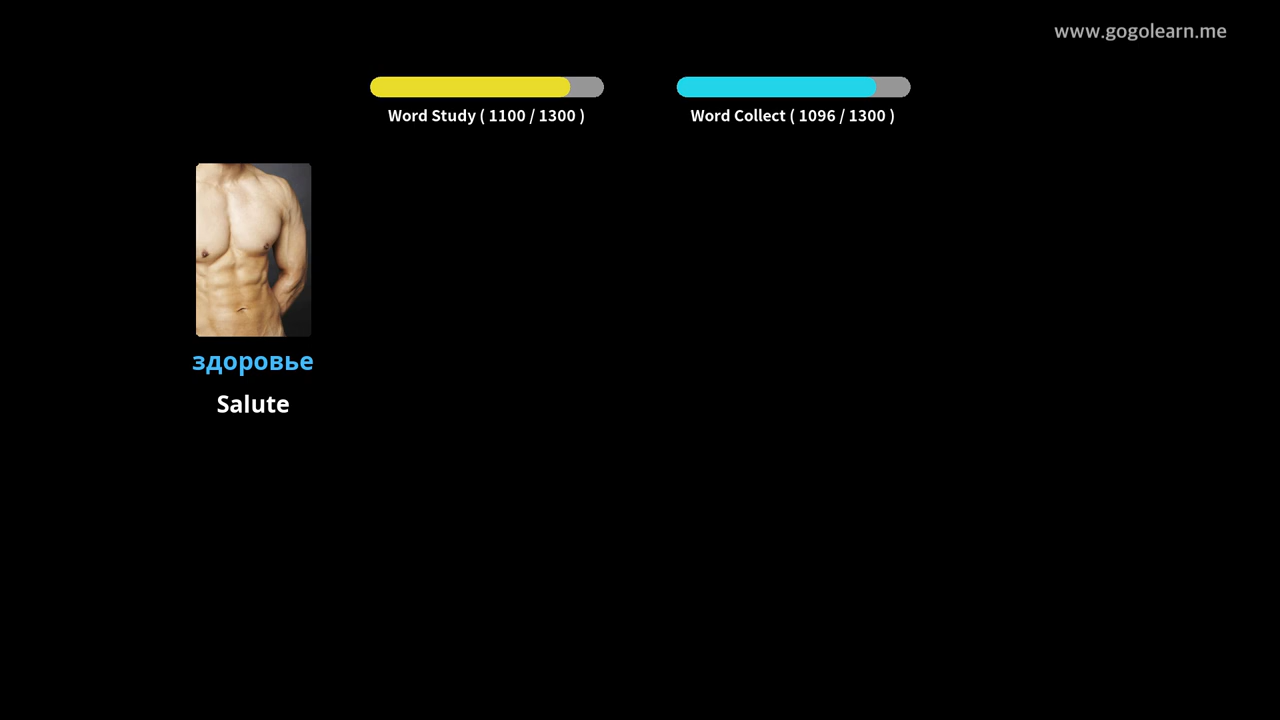 www.gogolearn.me
Word Study ( 1100 / 1300 )
Word Collect ( 1096 / 1300 )
здоровье
Salute